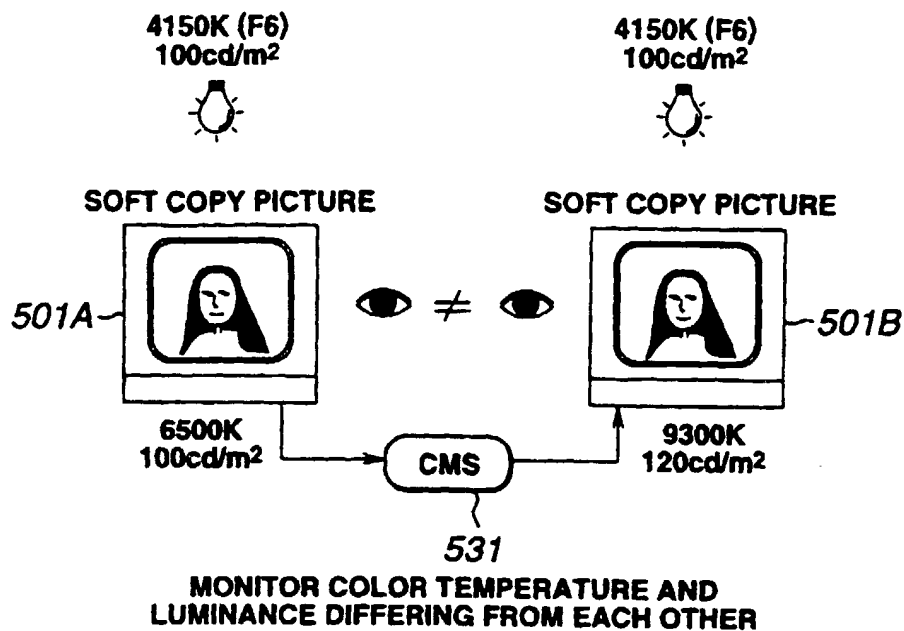 4150K (F6)
100cd/m2
4150K (F6)
100cd/m2
SOFT COPY PICTURE
SOFT COPY PICTURE
501A
≠
501B
6500K
100cd/m2
CMS
9300K
120cd/m2
531
MONITOR COLOR TEMPERATURE AND
LUMINANCE DIFFERING FROM EACH OTHER